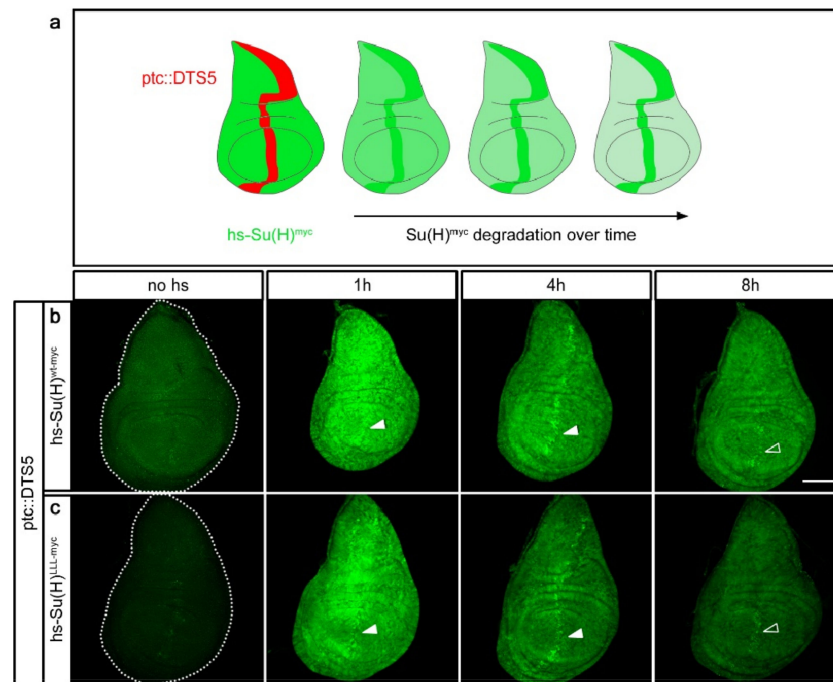 a
ptc::DTS5
hs-Su(H)ᵐʸᶜ
Su(H)ᵐʸᶜ degradation over time
no hs
1h
4h
8h
ptc::DTS5
b
hs-Su(H)ʷᵗ⁻ᵐʸᶜ
c
hs-Su(H)ᴸᴸᴸ⁻ᵐʸᶜ